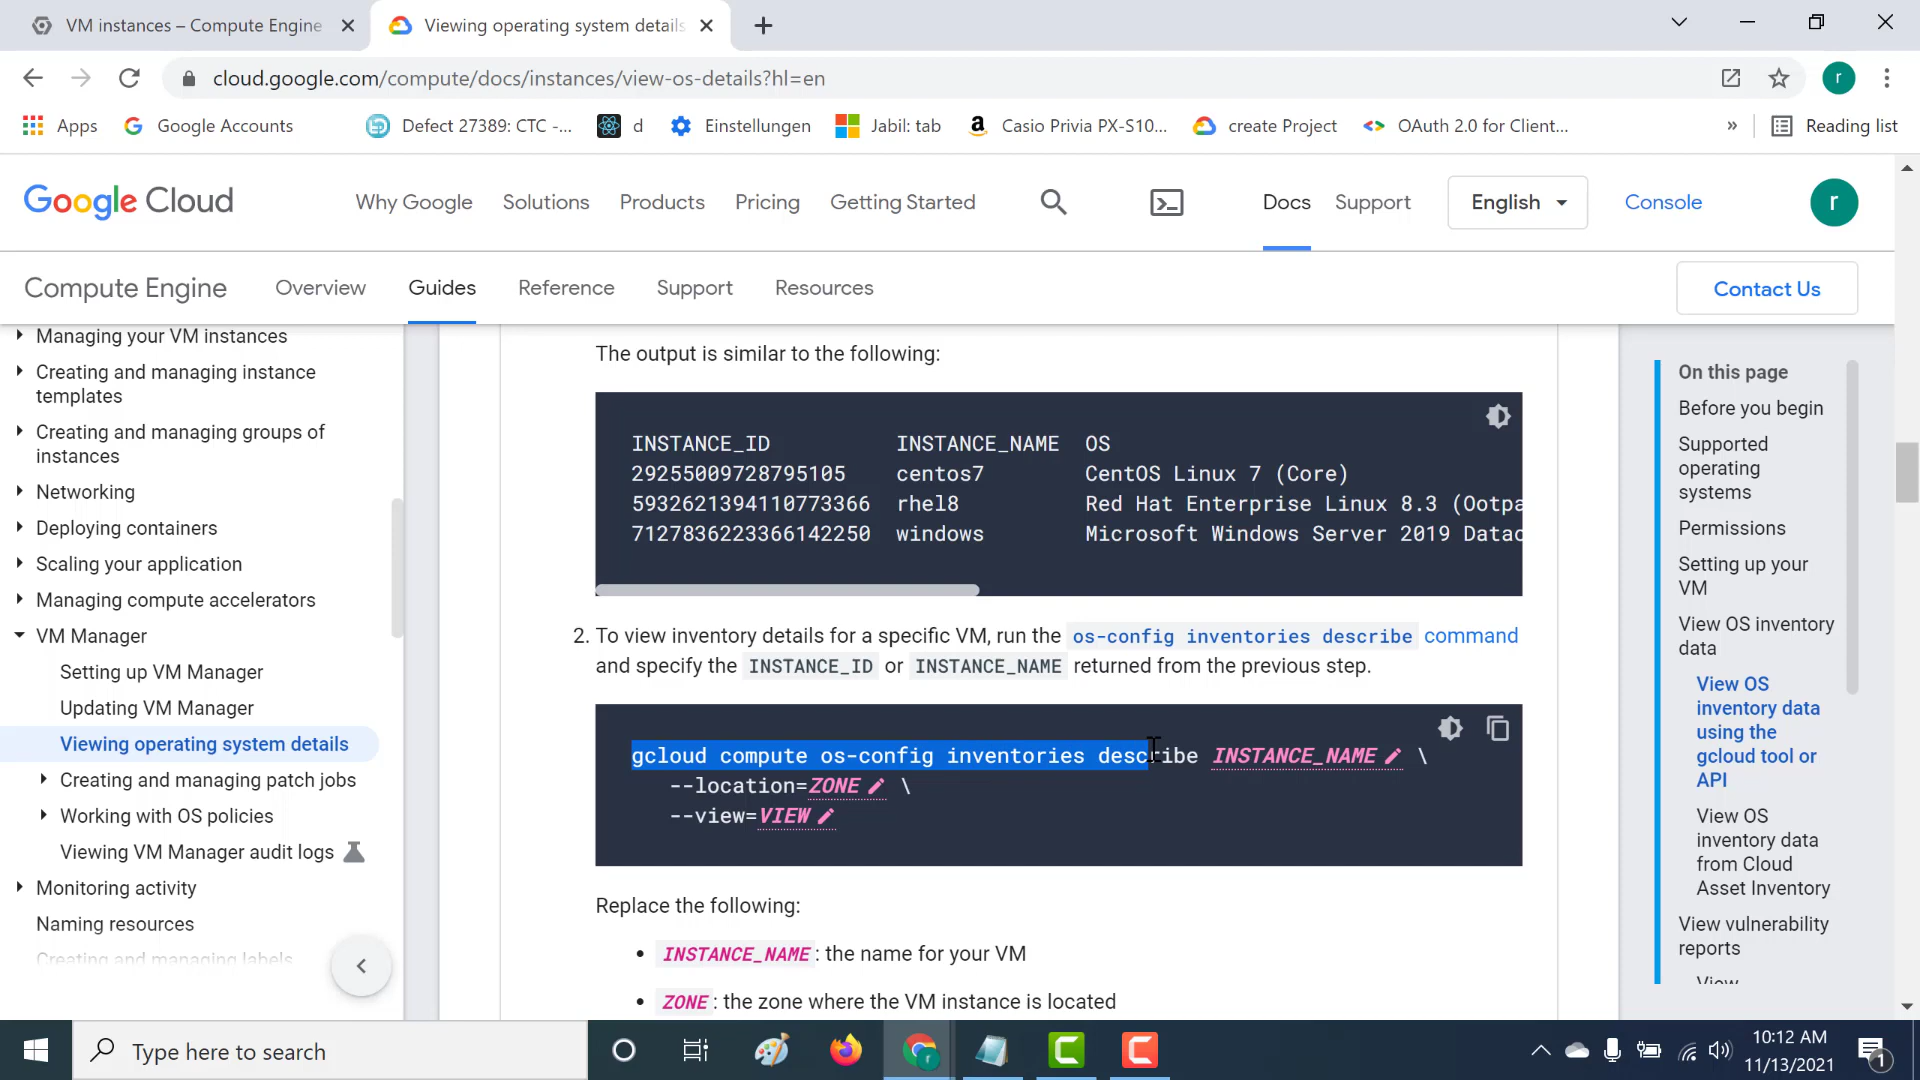 VM instances – Compute Engine
Viewing operating system details
cloud.google.com/compute/docs/instances/view-os-details?hl=en
r
Apps
Google Accounts
Defect 27389: CTC -...
d
Einstellungen
Jabil: tab
Casio Privia PX-S10...
create Project
OAuth 2.0 for Client...
»
Reading list
Google Cloud
Why Google
Solutions
Products
Pricing
Getting Started
Docs
Support
English
Console
r
Compute Engine
Overview
Guides
Reference
Support
Resources
Contact Us
Managing your VM instances
Creating and managing instance
templates
Creating and managing groups of
instances
Networking
Deploying containers
Scaling your application
Managing compute accelerators
VM Manager
Setting up VM Manager
Updating VM Manager
Viewing operating system details
Creating and managing patch jobs
Working with OS policies
Viewing VM Manager audit logs
Monitoring activity
Naming resources
Creating and managing labels
The output is similar to the following:
INSTANCE_ID INSTANCE_NAME OS
29255009728795105 centos7 CentOS Linux 7 (Core)
5932621394110773366 rhel8 Red Hat Enterprise Linux 8.3 (Ootpa
7127836223366142250 windows Microsoft Windows Server 2019 Datac
2. To view inventory details for a specific VM, run the os-config inventories describe command
and specify the INSTANCE_ID or INSTANCE_NAME returned from the previous step.
gcloud compute os-config inventories describe INSTANCE_NAME \
--location=ZONE \
--view=VIEW
Replace the following:
• INSTANCE_NAME: the name for your VM
• ZONE: the zone where the VM instance is located
On this page
Before you begin
Supported
operating
systems
Permissions
Setting up your
VM
View OS inventory
data
View OS
inventory data
using the
gcloud tool or
API
View OS
inventory data
from Cloud
Asset Inventory
View vulnerability
reports
View
Type here to search
10:12 AM
11/13/2021
1